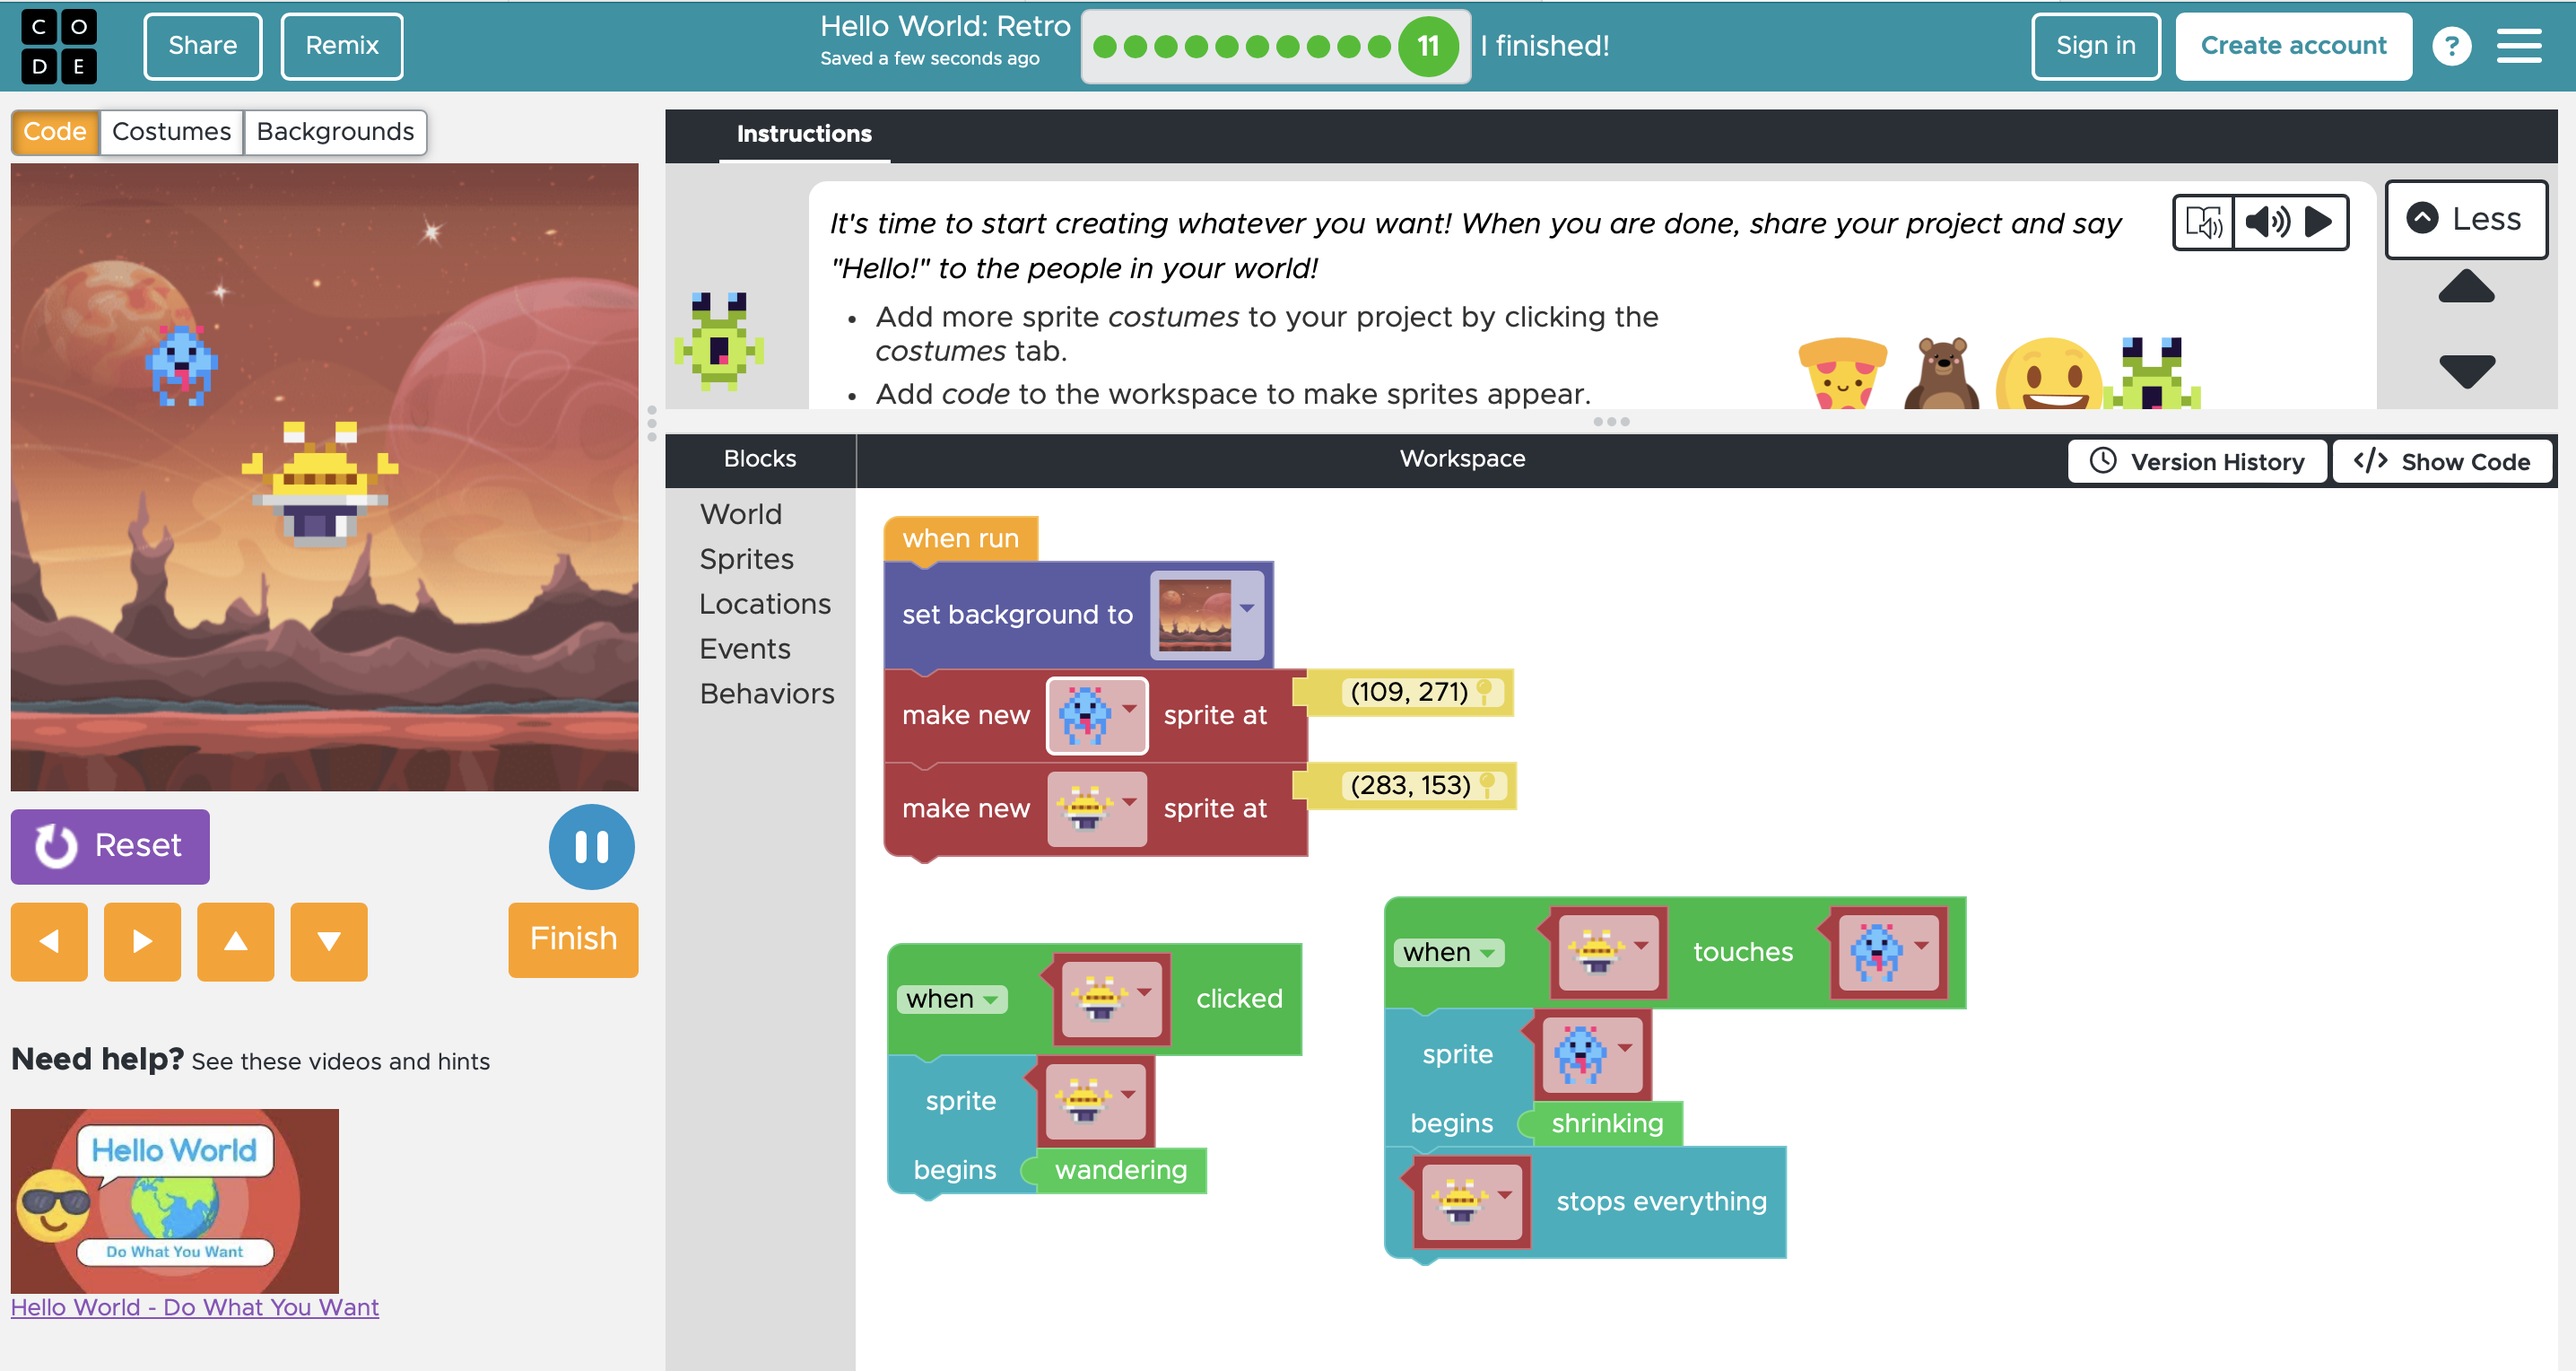 CODE
Share
Remix
Hello World: Retro
Saved a few seconds ago
11
I finished!
Sign in
Create account
?
Code
Costumes
Backgrounds
Instructions
It's time to start creating whatever you want! When you are done, share your project and say
"Hello!" to the people in your world!
• Add more sprite costumes to your project by clicking the
costumes tab.
• Add code to the workspace to make sprites appear.
Less
Blocks
Workspace
Version History
</> Show Code
World
Sprites
Locations
Events
Behaviors
when run
set background to
make new sprite at (109, 271)
make new sprite at (283, 153)
when clicked
sprite
begins wandering
when touches
sprite
begins shrinking
stops everything
Reset
Finish
Need help? See these videos and hints
Hello World
Do What You Want
Hello World - Do What You Want